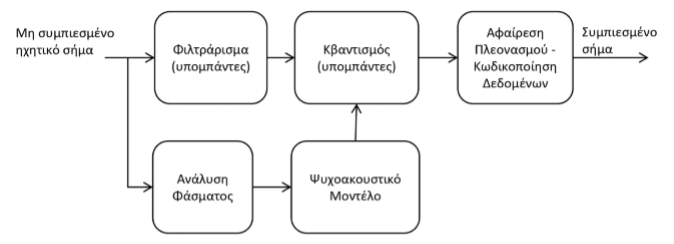 Μη συμπιεσμένο
ηχητικό σήμα
Φιλτράρισμα
(υπομπάντες)
Κβαντισμός
(υπομπάντες)
Αφαίρεση
Πλεονασμού -
Κωδικοποίηση
Δεδομένων
Συμπιεσμένο
σήμα
Ανάλυση
Φάσματος
Ψυχοακουστικό
Μοντέλο